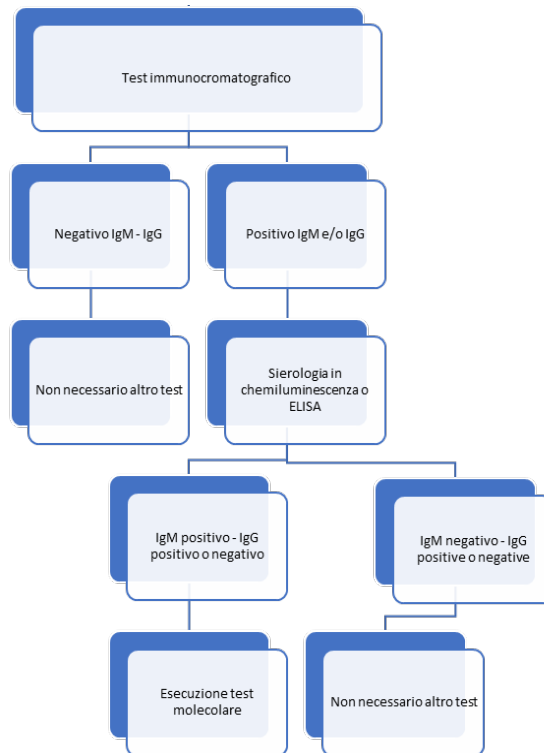 Test immunocromatografico
Negativo IgM - IgG
Positivo IgM e/o IgG
Non necessario altro test
Sierologia in
chemiluminescenza o
ELISA
IgM positivo - IgG
positivo o negativo
IgM negativo - IgG
positive o negative
Esecuzione test
molecolare
Non necessario altro test